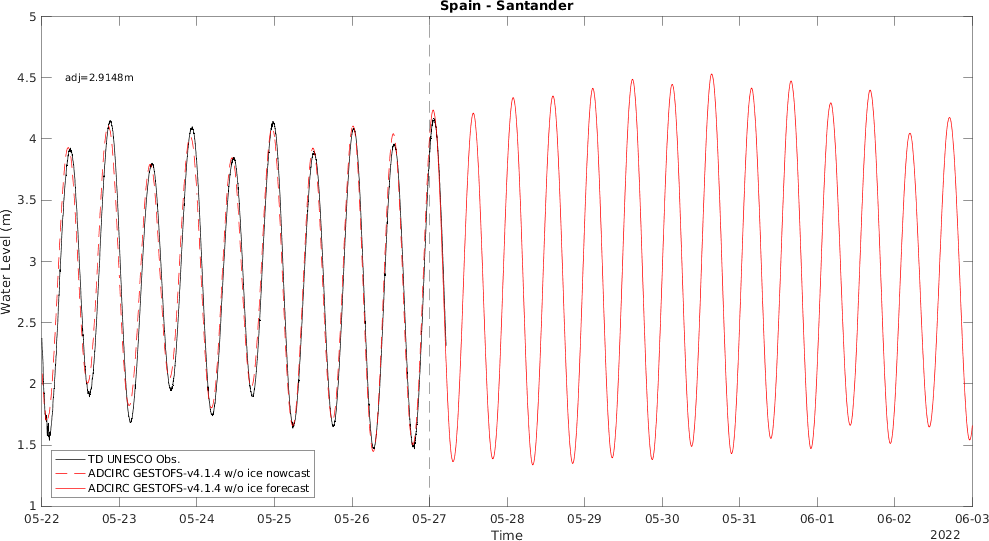 Spain - Santander
adj=2.9148m
5
4.5
4
3.5
3
2.5
2
1.5
1
Water Level (m)
TD UNESCO Obs.
ADCIRC GESTOFS-v4.1.4 w/o ice nowcast
ADCIRC GESTOFS-v4.1.4 w/o ice forecast
05-22 05-23 05-24 05-25 05-26 05-27 05-28 05-29 05-30 05-31 06-01 06-02 06-03
Time
2022